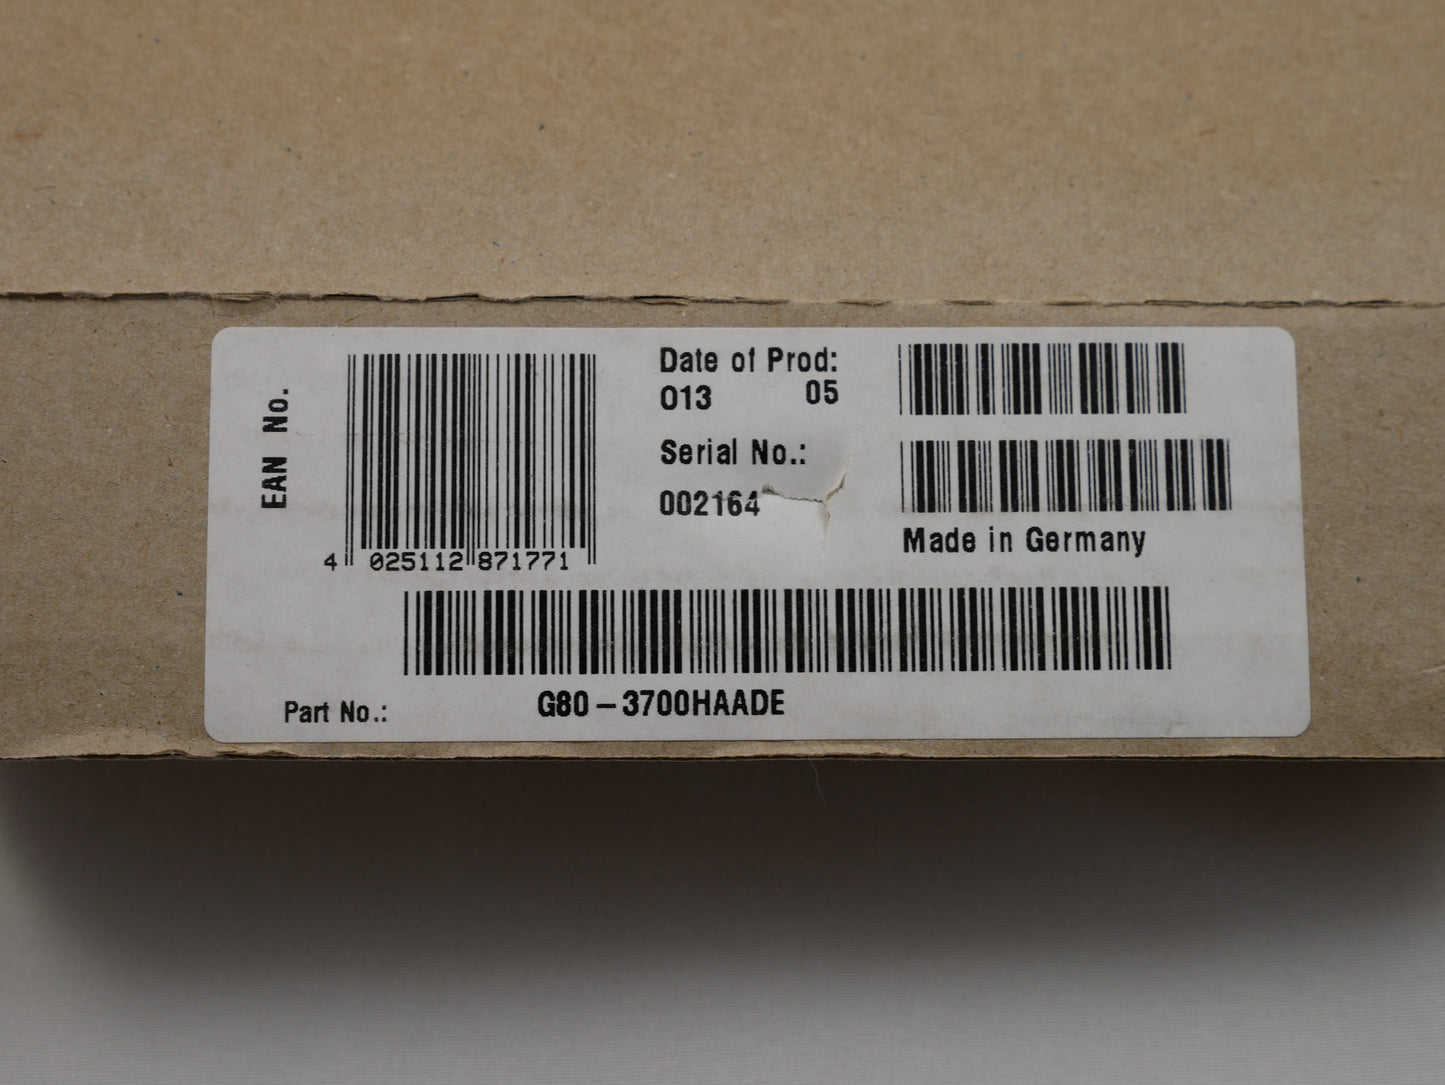 EAN No.
4 025112 871771
Date of Prod:
013 05
Serial No.:
002164
Made in Germany
Part No.: G80-3700HAADE